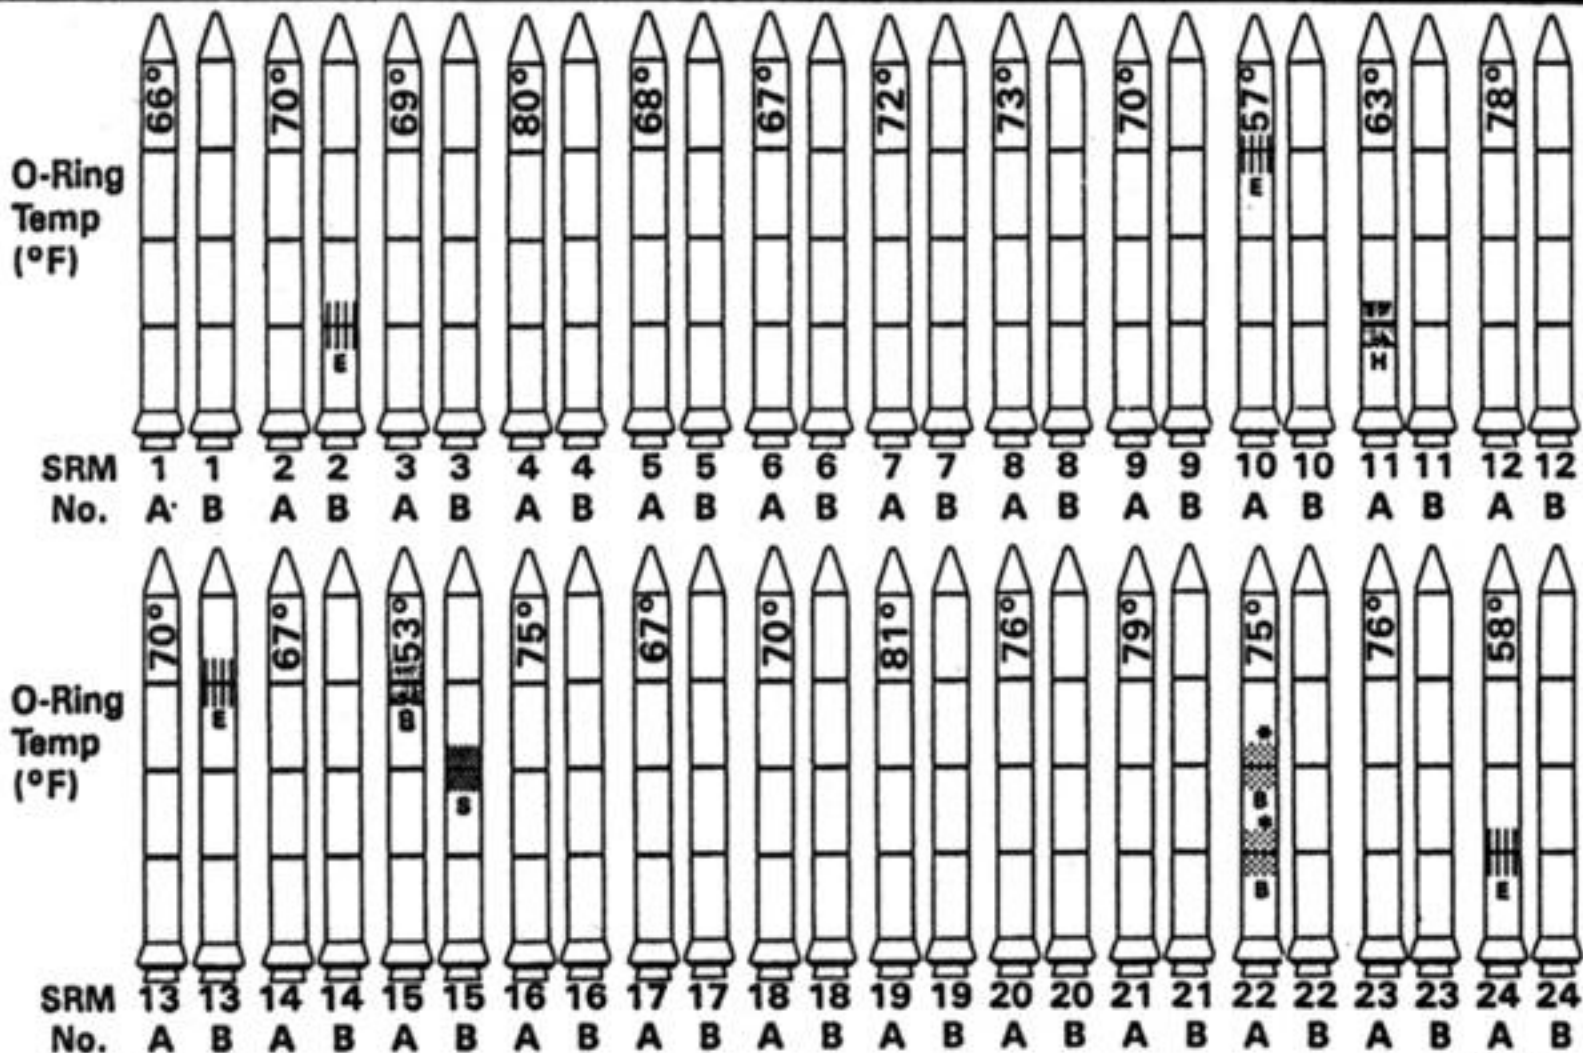 66° 70° 69° 80° 68° 67° 72° 73° 70° 57° 63° 78°
O-Ring
Temp
(°F)
E
E
H
SRM 1 1 2 2 3 3 4 4 5 5 6 6 7 7 8 8 9 9 10 10 11 11 12 12
No. A B A B A B A B A B A B A B A B A B A B A B A B
70° 67° 53° 75° 67° 70° 81° 76° 79° 75° 76° 58°
O-Ring
Temp
(°F)
E B
*
S B
*
B E
SRM 13 13 14 14 15 15 16 16 17 17 18 18 19 19 20 20 21 21 22 22 23 23 24 24
No. A B A B A B A B A B A B A B A B A B A B A B A B